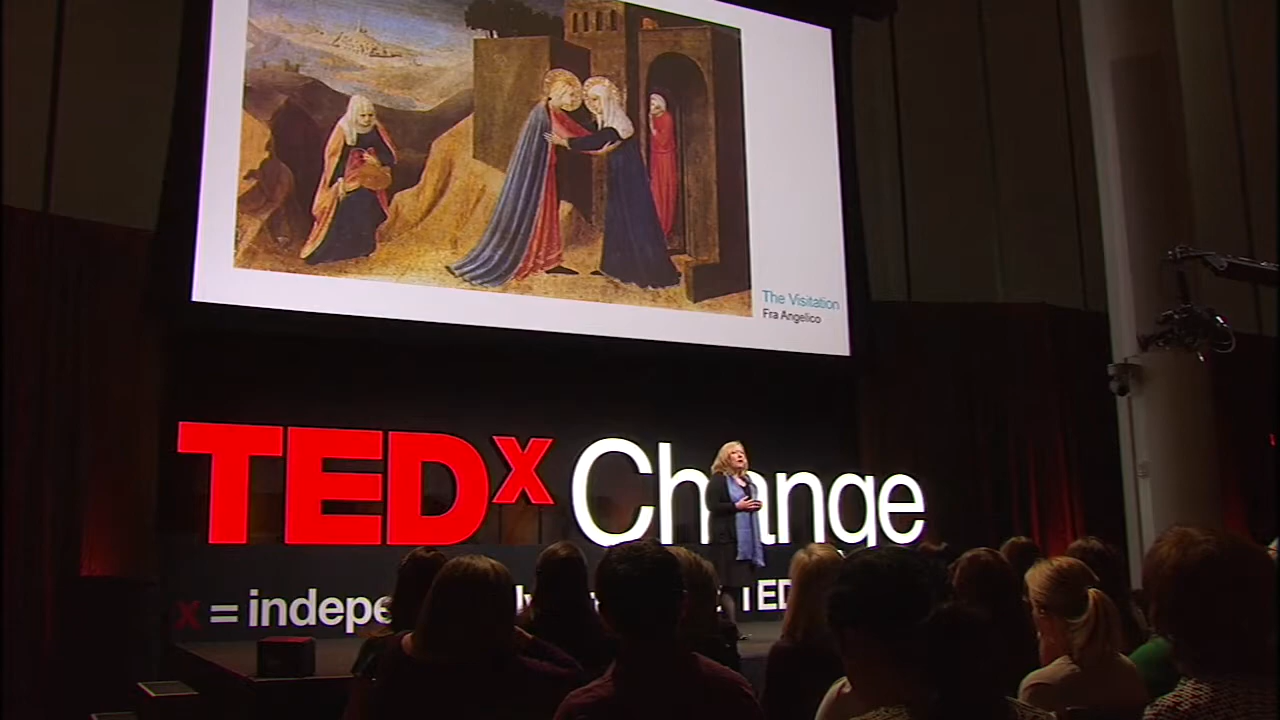 The Visitation
Fra Angelico
TEDx Change
x = indepe